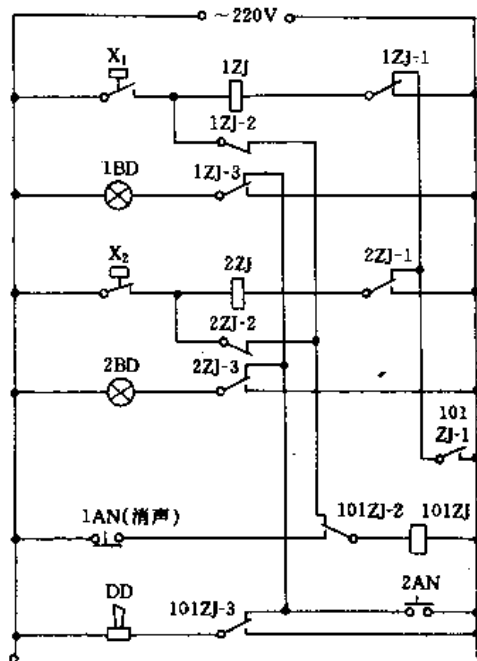 ~220V
X₁
1ZJ
1ZJ-1
1ZJ-2
1BD
1ZJ-3
X₂
2ZJ
2ZJ-1
2ZJ-2
2BD
2ZJ-3
101
ZJ-1
1AN(消声)
101ZJ-2
101ZJ
DD
101ZJ-3
2AN